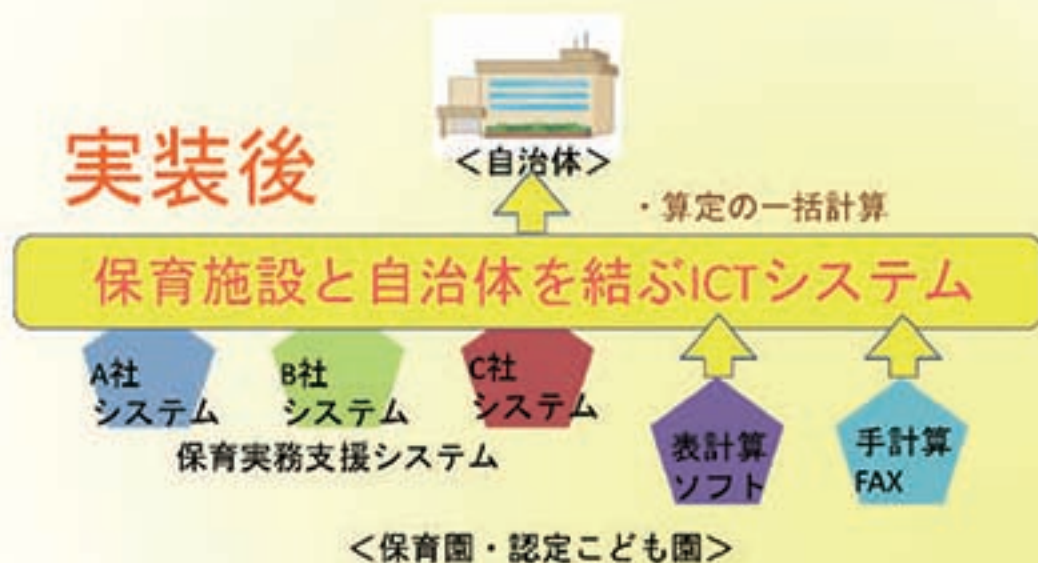 実装後
＜自治体＞
・算定の一括計算
保育施設と自治体を結ぶICTシステム
A社
システム
B社
システム
C社
システム
保育実務支援システム
表計算
ソフト
手計算
FAX
＜保育園・認定こども園＞